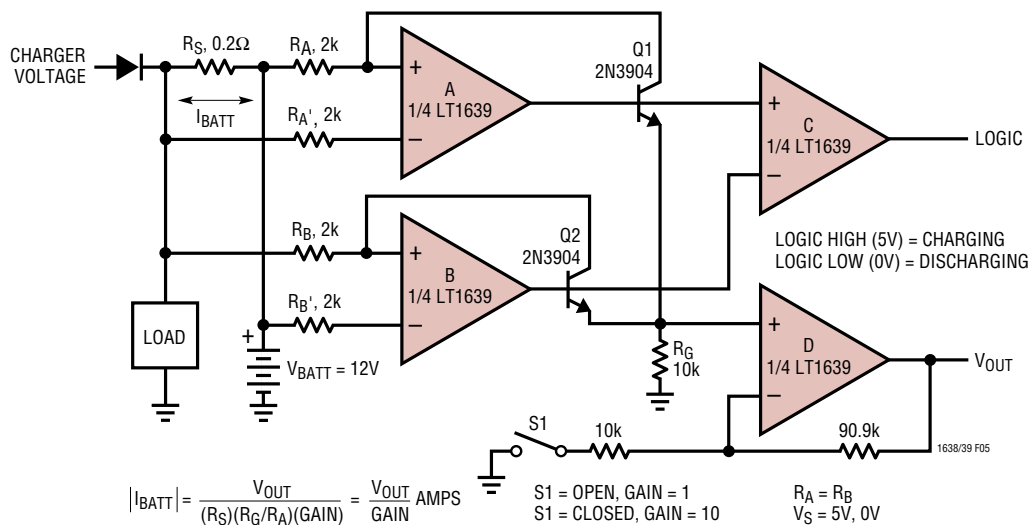 CHARGER
VOLTAGE
RS, 0.2Ω
IBATT
RA, 2k
RA', 2k
+
A
1/4 LT1639
–
Q1
2N3904
+
C
1/4 LT1639
–
LOGIC
LOGIC HIGH (5V) = CHARGING
LOGIC LOW (0V) = DISCHARGING
RB, 2k
RB', 2k
+
B
1/4 LT1639
–
Q2
2N3904
LOAD
+
VBATT = 12V
RG
10k
+
D
1/4 LT1639
–
VOUT
S1
10k
90.9k
1638/39 F05
|IBATT| = VOUT / (RS)(RG/RA)(GAIN) = VOUT / GAIN AMPS
S1 = OPEN, GAIN = 1
S1 = CLOSED, GAIN = 10
RA = RB
VS = 5V, 0V